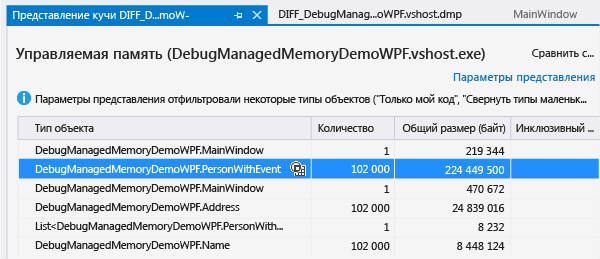 Представление кучи DIFF_D...moW- DIFF_DebugManag...oWPF.vshost.dmp MainWindow
Управляемая память (DebugManagedMemoryDemoWPF.vshost.exe) Сравнить с...
Параметры представления
Параметры представления отфильтровали некоторые типы объектов ("Только мой код", "Свернуть типы маленьк...
Тип объекта Количество Общий размер (байт) Инклюзивный ...
DebugManagedMemoryDemoWPF.MainWindow 1 219 344
DebugManagedMemoryDemoWPF.PersonWithEvent 102 000 224 449 500
DebugManagedMemoryDemoWPF.MainWindow 1 470 672
DebugManagedMemoryDemoWPF.Address 102 000 24 839 016
List<DebugManagedMemoryDemoWPF.PersonWith... 1 8 232
DebugManagedMemoryDemoWPF.Name 102 000 8 448 124